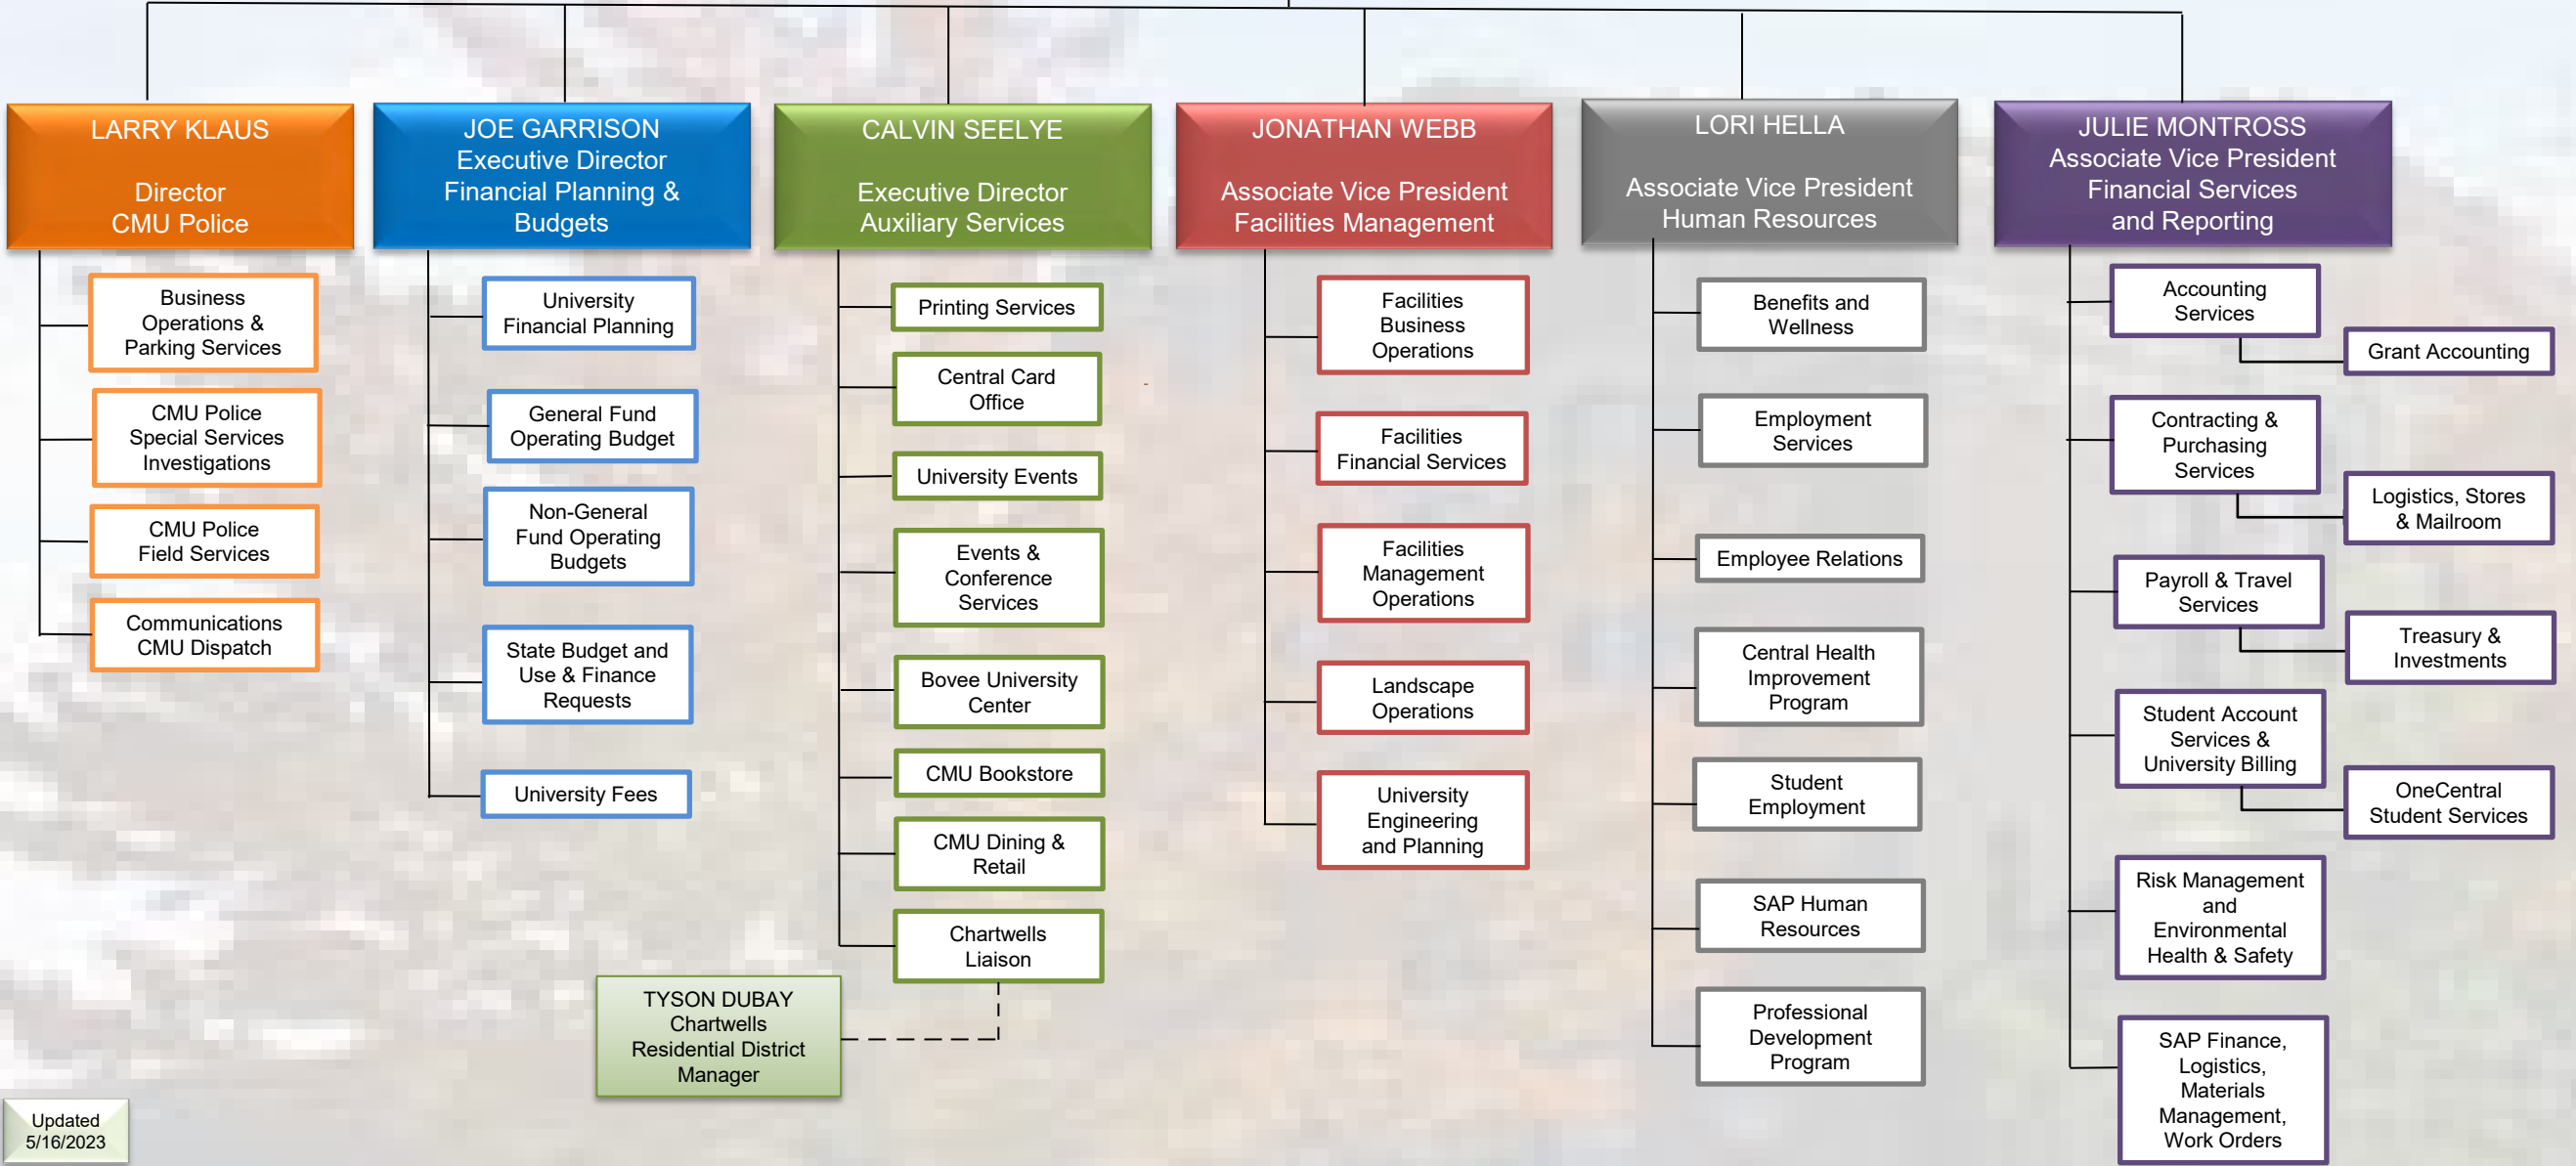 LARRY KLAUS
Director
CMU Police
Business
Operations &
Parking Services
CMU Police
Special Services
Investigations
CMU Police
Field Services
Communications
CMU Dispatch
JOE GARRISON
Executive Director
Financial Planning &
Budgets
University
Financial Planning
General Fund
Operating Budget
Non-General
Fund Operating
Budgets
State Budget and
Use & Finance
Requests
University Fees
CALVIN SEELYE
Executive Director
Auxiliary Services
Printing Services
Central Card
Office
University Events
Events &
Conference
Services
Bovee University
Center
CMU Bookstore
CMU Dining &
Retail
Chartwells
Liaison
TYSON DUBAY
Chartwells
Residential District
Manager
JONATHAN WEBB
Associate Vice President
Facilities Management
Facilities
Business
Operations
Facilities
Financial Services
Facilities
Management
Operations
Landscape
Operations
University
Engineering
and Planning
LORI HELLA
Associate Vice President
Human Resources
Benefits and
Wellness
Employment
Services
Employee Relations
Central Health
Improvement
Program
Student
Employment
SAP Human
Resources
Professional
Development
Program
JULIE MONTROSS
Associate Vice President
Financial Services
and Reporting
Accounting
Services
Grant Accounting
Contracting &
Purchasing
Services
Logistics, Stores
& Mailroom
Payroll & Travel
Services
Treasury &
Investments
Student Account
Services &
University Billing
OneCentral
Student Services
Risk Management
and
Environmental
Health & Safety
SAP Finance,
Logistics,
Materials
Management,
Work Orders
Updated
5/16/2023